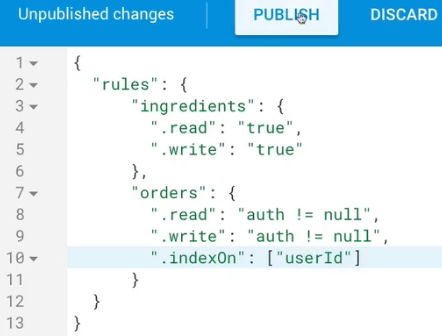 Unpublished changes PUBLISH DISCARD
1 {
2 "rules": {
3 "ingredients": {
4 ".read": "true",
5 ".write": "true"
6 },
7 "orders": {
8 ".read": "auth != null",
9 ".write": "auth != null",
10 ".indexOn": ["userId"]
11 }
12 }
13 }